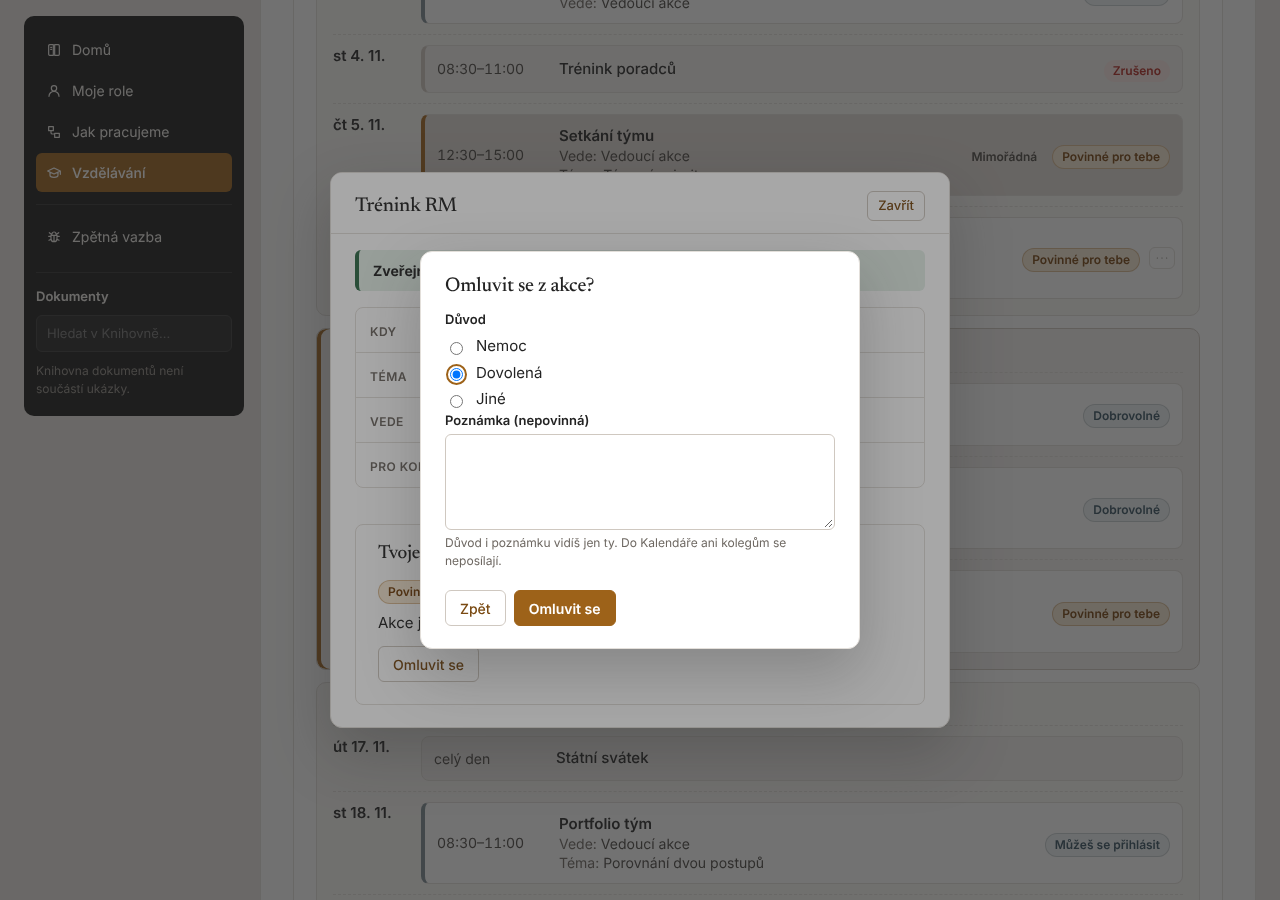 Domů
Moje role
Jak pracujeme
Vzdělávání
Zpětná vazba
Dokumenty
Hledat v Knihovně…
Knihovna dokumentů není
součástí ukázky.
Vede: Vedoucí akce
st 4. 11.
08:30–11:00
Trénink poradců
Zrušeno
čt 5. 11.
12:30–15:00
Setkání týmu
Vede: Vedoucí akce
Mimořádná
Povinné pro tebe
Trénink RM
Zavřít
Povinné pro tebe
KDY
TÉMA
VEDE
Omluvit se z akce?
Důvod
Nemoc
Dovolená
Jiné
Poznámka (nepovinná)
Důvod i poznámku vidíš jen ty. Do Kalendáře ani kolegům se
neposílají.
Zpět
Omluvit se
Dobrovolné
Dobrovolné
Povinné pro tebe
Tvoje
Akce
Omluvit se
út 17. 11.
celý den
Státní svátek
st 18. 11.
08:30–11:00
Portfolio tým
Vede: Vedoucí akce
Téma: Porovnání dvou postupů
Můžeš se přihlásit